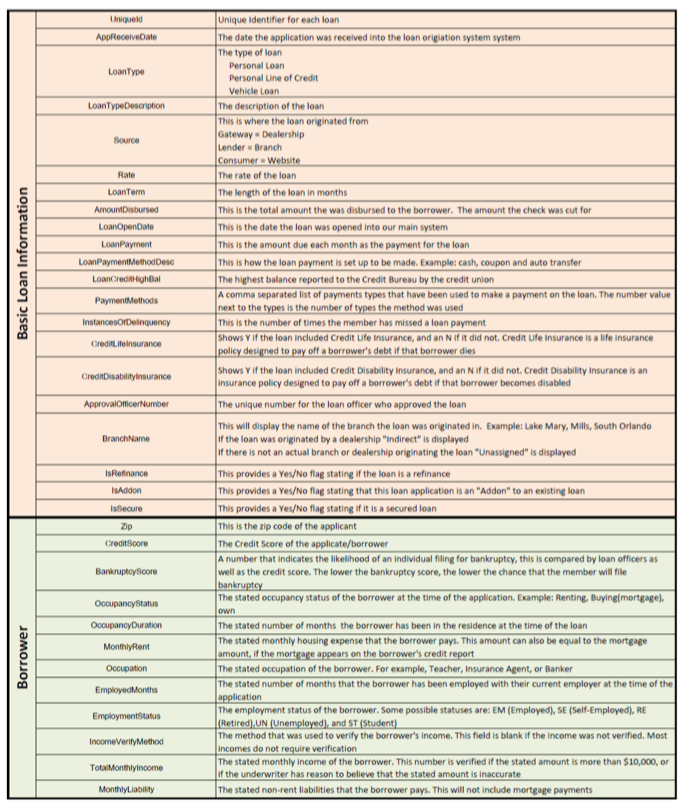 Basic Loan Information
UniqueId
Unique Identifier for each loan
AppReceiveDate
The date the application was received into the loan origiation system system
LoanType
The type of loan
Personal Loan
Personal Line of Credit
Vehicle Loan
LoanTypeDescription
The description of the loan
Source
This is where the loan originated from
Gateway = Dealership
Lender = Branch
Consumer = Website
Rate
The rate of the loan
LoanTerm
The length of the loan in months
AmountDisbursed
This is the total amount the was disbursed to the borrower. The amount the check was cut for
LoanOpenDate
This is the date the loan was opened into our main system
LoanPayment
This is the amount due each month as the payment for the loan
LoanPaymentMethodDesc
This is how the loan payment is set up to be made. Example: cash, coupon and auto transfer
LoanCreditHighBal
The highest balance reported to the Credit Bureau by the credit union
PaymentMethods
A comma separated list of payments types that have been used to make a payment on the loan. The number value
next to the types is the number of types the method was used
InstancesOfDelinquency
This is the number of times the member has missed a loan payment
CreditLifeInsurance
Shows Y if the loan included Credit Life Insurance, and an N if it did not. Credit Life Insurance is a life insurance
policy designed to pay off a borrower's debt if that borrower dies
CreditDisabilityInsurance
Shows Y if the loan included Credit Disability Insurance, and an N if it did not. Credit Disability Insurance is an
insurance policy designed to pay off a borrower's debt if that borrower becomes disabled
ApprovalOfficerNumber
The unique number for the loan officer who approved the loan
BranchName
This will display the name of the branch the loan was originated in. Example: Lake Mary, Mills, South Orlando
If the loan was originated by a dealership "Indirect" is displayed
If there is not an actual branch or dealership originating the loan "Unassigned" is displayed
IsRefinance
This provides a Yes/No flag stating if the loan is a refinance
IsAddon
This provides a Yes/No flag stating that this loan application is an "Addon" to an existing loan
IsSecure
This provides a Yes/No flag stating if it is a secured loan
Borrower
Zip
This is the zip code of the applicant
CreditScore
The Credit Score of the applicate/borrower
BankruptcyScore
A number that indicates the likelihood of an individual filing for bankruptcy, this is compared by loan officers as
well as the credit score. The lower the bankruptcy score, the lower the chance that the member will file
bankruptcy
OccupancyStatus
The stated occupancy status of the borrower at the time of the application. Example: Renting, Buying(mortgage),
own
OccupancyDuration
The stated number of months the borrower has been in the residence at the time of the loan
MonthlyRent
The stated monthly housing expense that the borrower pays. This amount can also be equal to the mortgage
amount, if the mortgage appears on the borrower's credit report
Occupation
The stated occupation of the borrower. For example, Teacher, Insurance Agent, or Banker
EmployedMonths
The stated number of months that the borrower has been employed with their current employer at the time of the
application
EmploymentStatus
The employment status of the borrower. Some possible statuses are: EM (Employed), SE (Self-Employed), RE
(Retired),UN (Unemployed), and ST (Student)
IncomeVerifyMethod
The method that was used to verify the borrower's income. This field is blank if the income was not verified. Most
incomes do not require verification
TotalMonthlyIncome
The stated monthly income of the borrower. This number is verified if the stated amount is more than $10,000, or
if the underwriter has reason to believe that the stated amount is inaccurate
MonthlyLiability
The stated non-rent liabilities that the borrower pays. This will not include mortgage payments